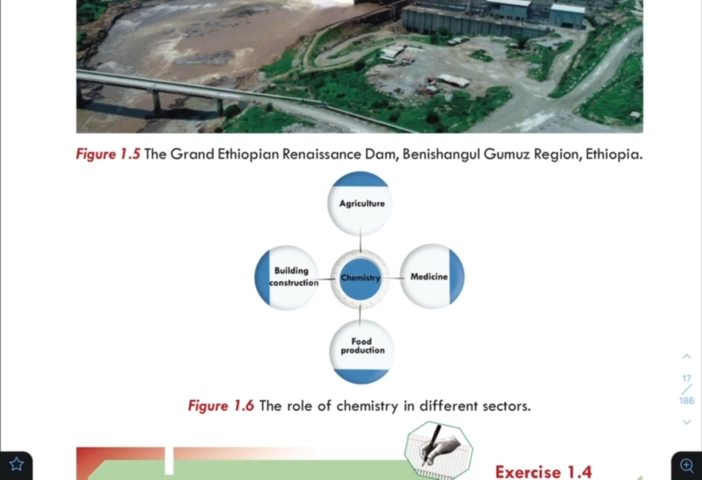 Figure 1.5 The Grand Ethiopian Renaissance Dam, Benishangul Gumuz Region, Ethiopia.
Agriculture
Building
construction
Chemistry
Medicine
Food
production
17
186
Figure 1.6 The role of chemistry in different sectors.
Exercise 1.4